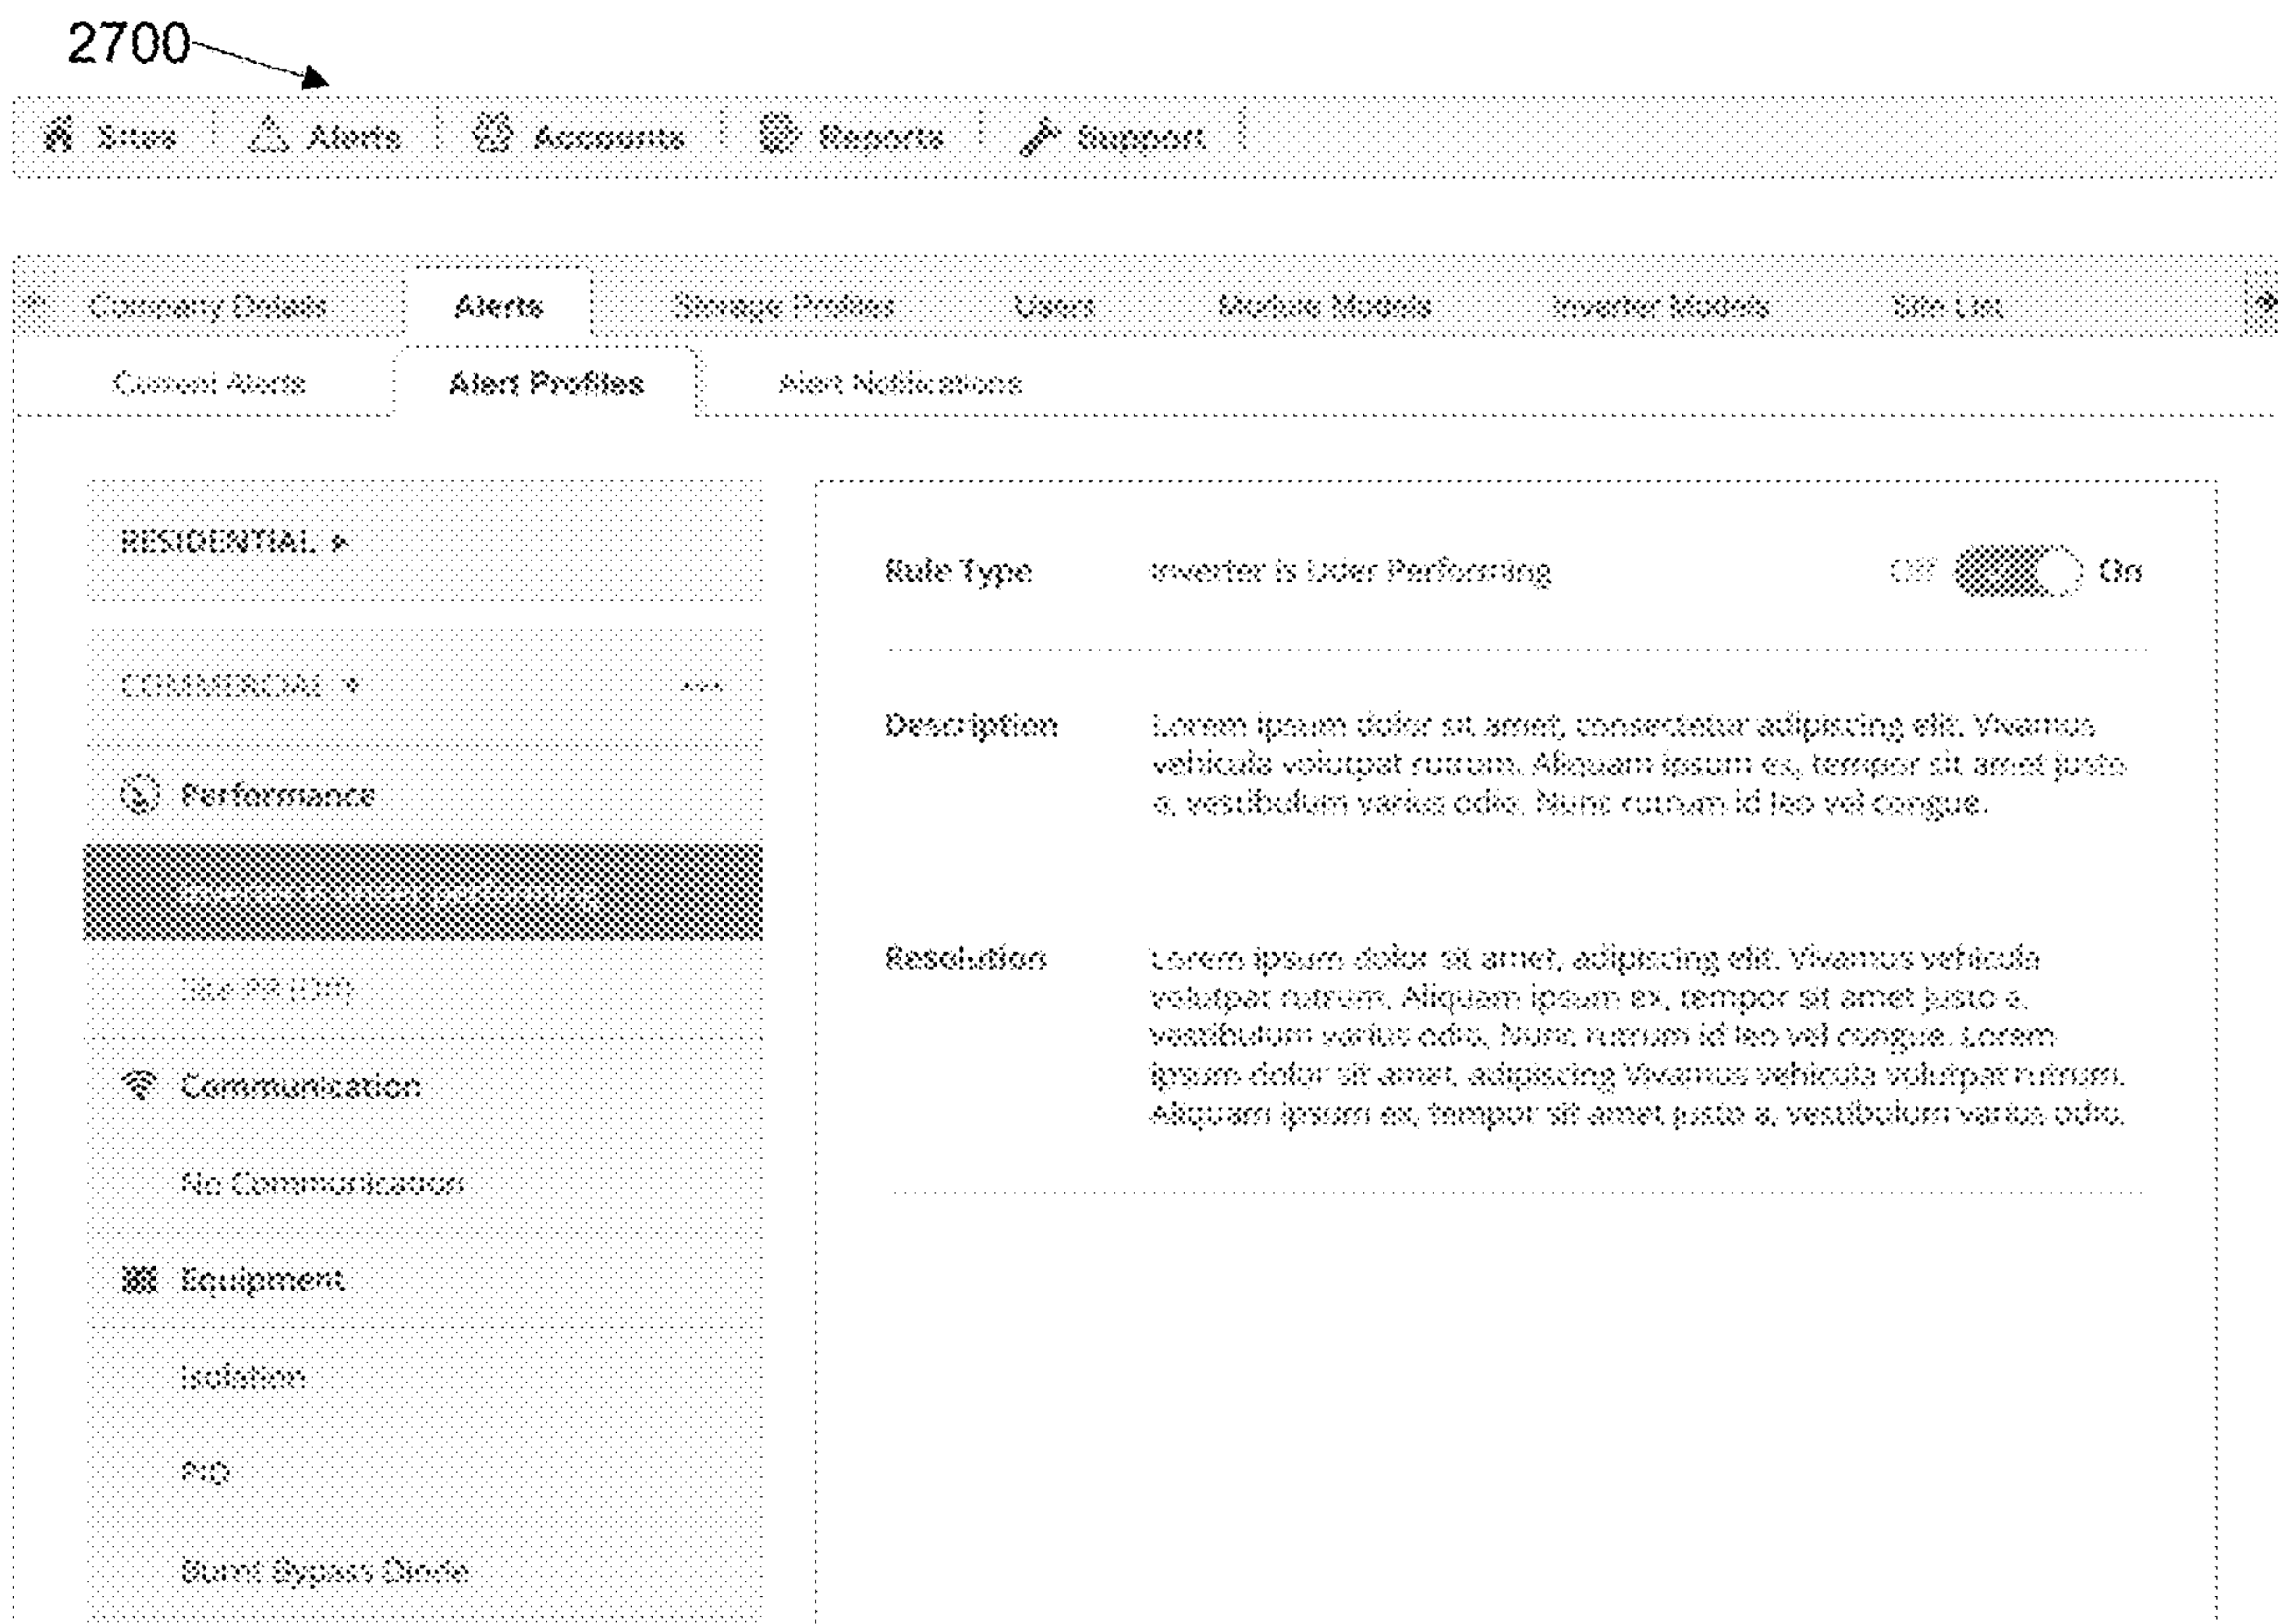 2700
Sites Alerts Accounts Reports Support
Company Details Alerts Storage Profiles Users Module Models Inverter Models Site List
Current Alerts Alert Profiles Alert Notifications
RESIDENTIAL
COMMERCIAL ...
Performance
Site PR (Off)
Communication
No Communication
Equipment
Isolation
PID
Burnt Bypass Diode
Rule Type Inverter is Uder Performing Off On
Description Lorem ipsum dolor sit amet, consectetur adipiscing elit. Vivamus
vehicula volutpat rutrum. Aliquam ipsum ex, tempor sit amet justo
a, vestibulum varius odio. Nunc rutrum id leo vel congue.
Resolution Lorem ipsum dolor sit amet, adipiscing elit. Vivamus vehicula
volutpat rutrum. Aliquam ipsum ex, tempor sit amet justo a,
vestibulum varius odio. Nunc rutrum id leo vel congue. Lorem
ipsum dolor sit amet, adipiscing Vivamus vehicula volutpat rutrum.
Aliquam ipsum ex, tempor sit amet justo a, vestibulum varius odio.